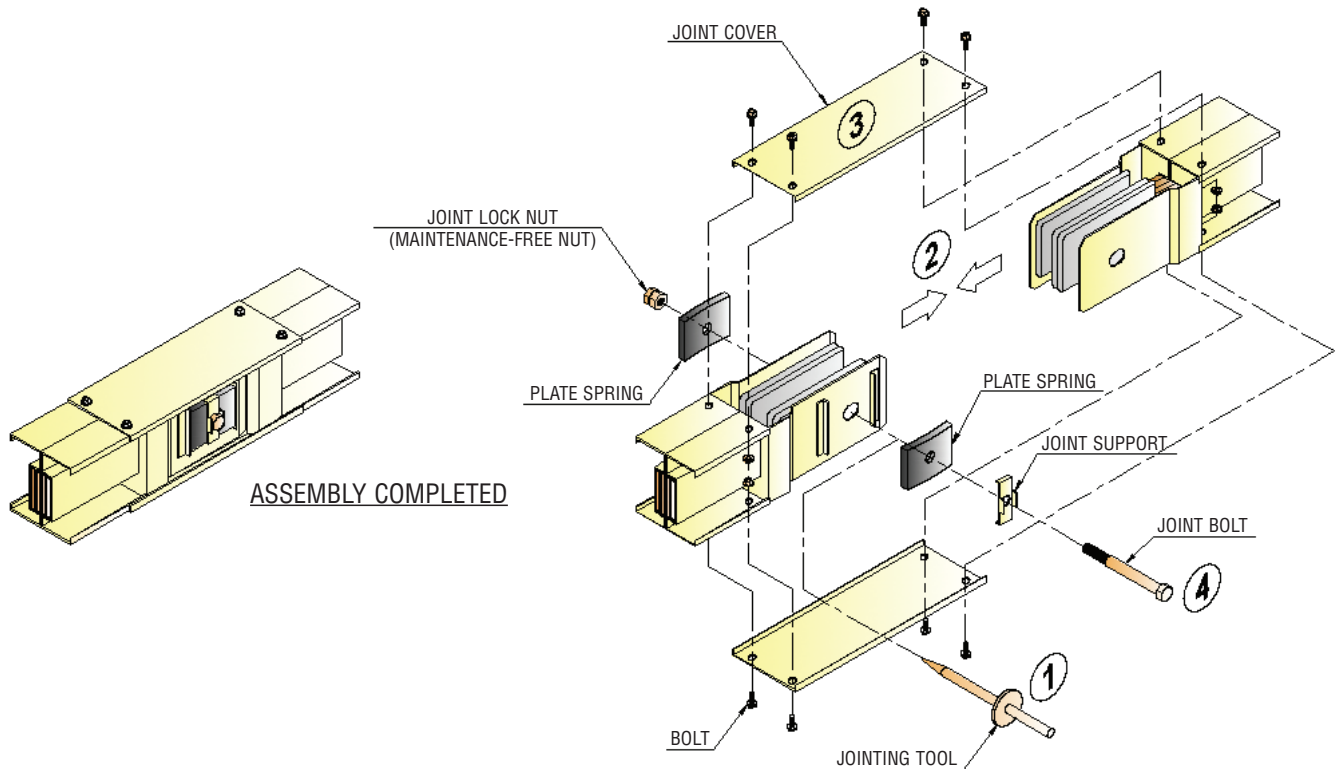 JOINT COVER
3
JOINT LOCK NUT
(MAINTENANCE-FREE NUT)
2
PLATE SPRING
PLATE SPRING
JOINT SUPPORT
ASSEMBLY COMPLETED
JOINT BOLT
4
1
BOLT
JOINTING TOOL